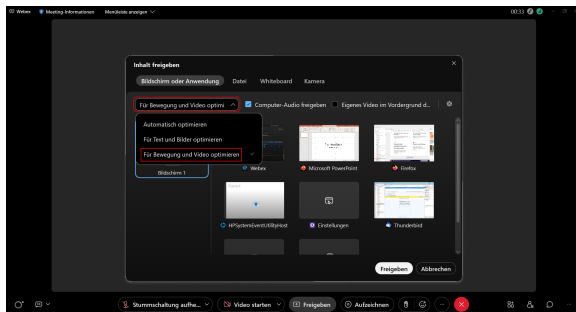 Webex Meeting-Informationen Menüleiste anzeigen 00:33
Inhalt freigeben
Bildschirm oder Anwendung Datei Whiteboard Kamera
Für Bewegung und Video optimi Computer-Audio freigeben Eigenes Video im Vordergrund d...
Automatisch optimieren
Für Text und Bilder optimieren
Für Bewegung und Video optimieren
Bildschirm 1
Webex Microsoft PowerPoint Firefox
HPSystemEventUtilityHost Einstellungen Thunderbird
Freigeben Abbrechen
Stummschaltung aufhe... Video starten Freigeben Aufzeichnen